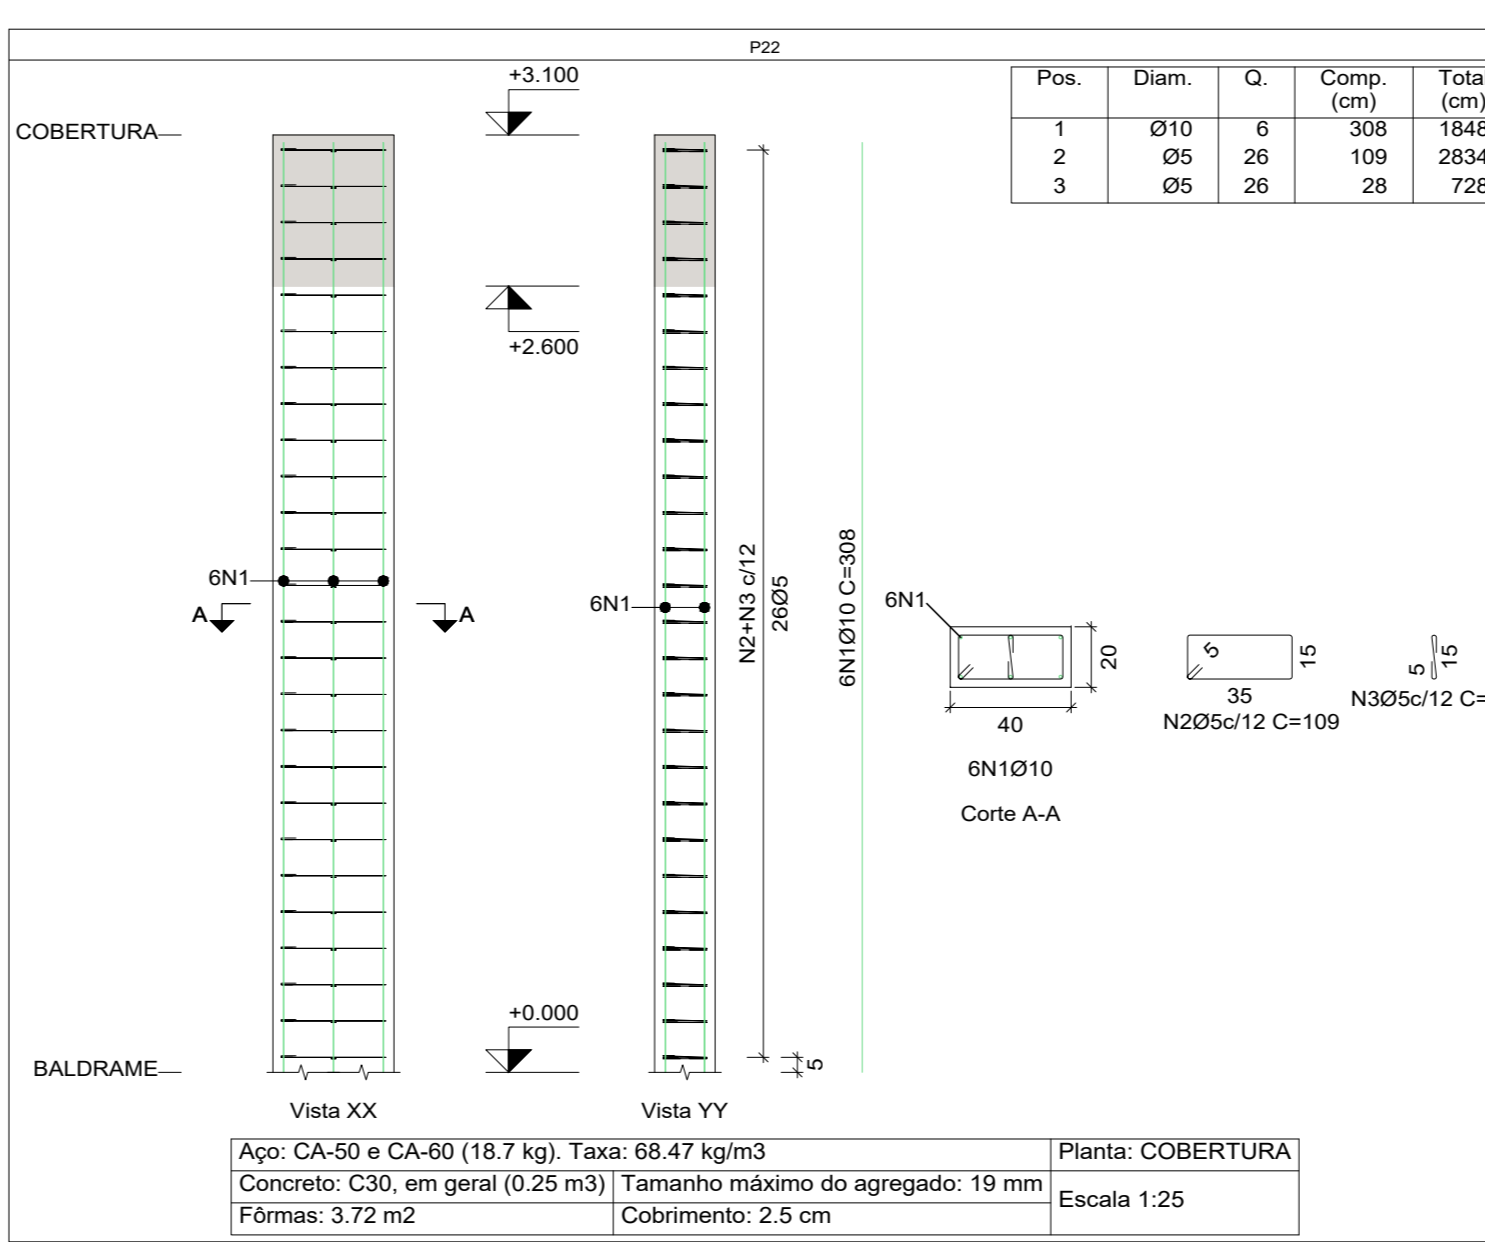 P22
+3.100
COBERTURA
Pos. Diam. Q. Comp. (cm) Total (cm)
1 Ø10 6 308 1848
2 Ø5 26 109 2834
3 Ø5 26 28 728
+2.600
6N1
A A
6N1
N2+N3 c/12
26Ø5
6N1Ø10 C=308
6N1
20
40
6N1Ø10
Corte A-A
5
15
35
N2Ø5c/12 C=109
5
15
N3Ø5c/12 C=
+0.000
BALDRAME
5
Vista XX
Vista YY
Aço: CA-50 e CA-60 (18.7 kg). Taxa: 68.47 kg/m3
Planta: COBERTURA
Concreto: C30, em geral (0.25 m3)
Tamanho máximo do agregado: 19 mm
Escala 1:25
Fôrmas: 3.72 m2
Cobrimento: 2.5 cm